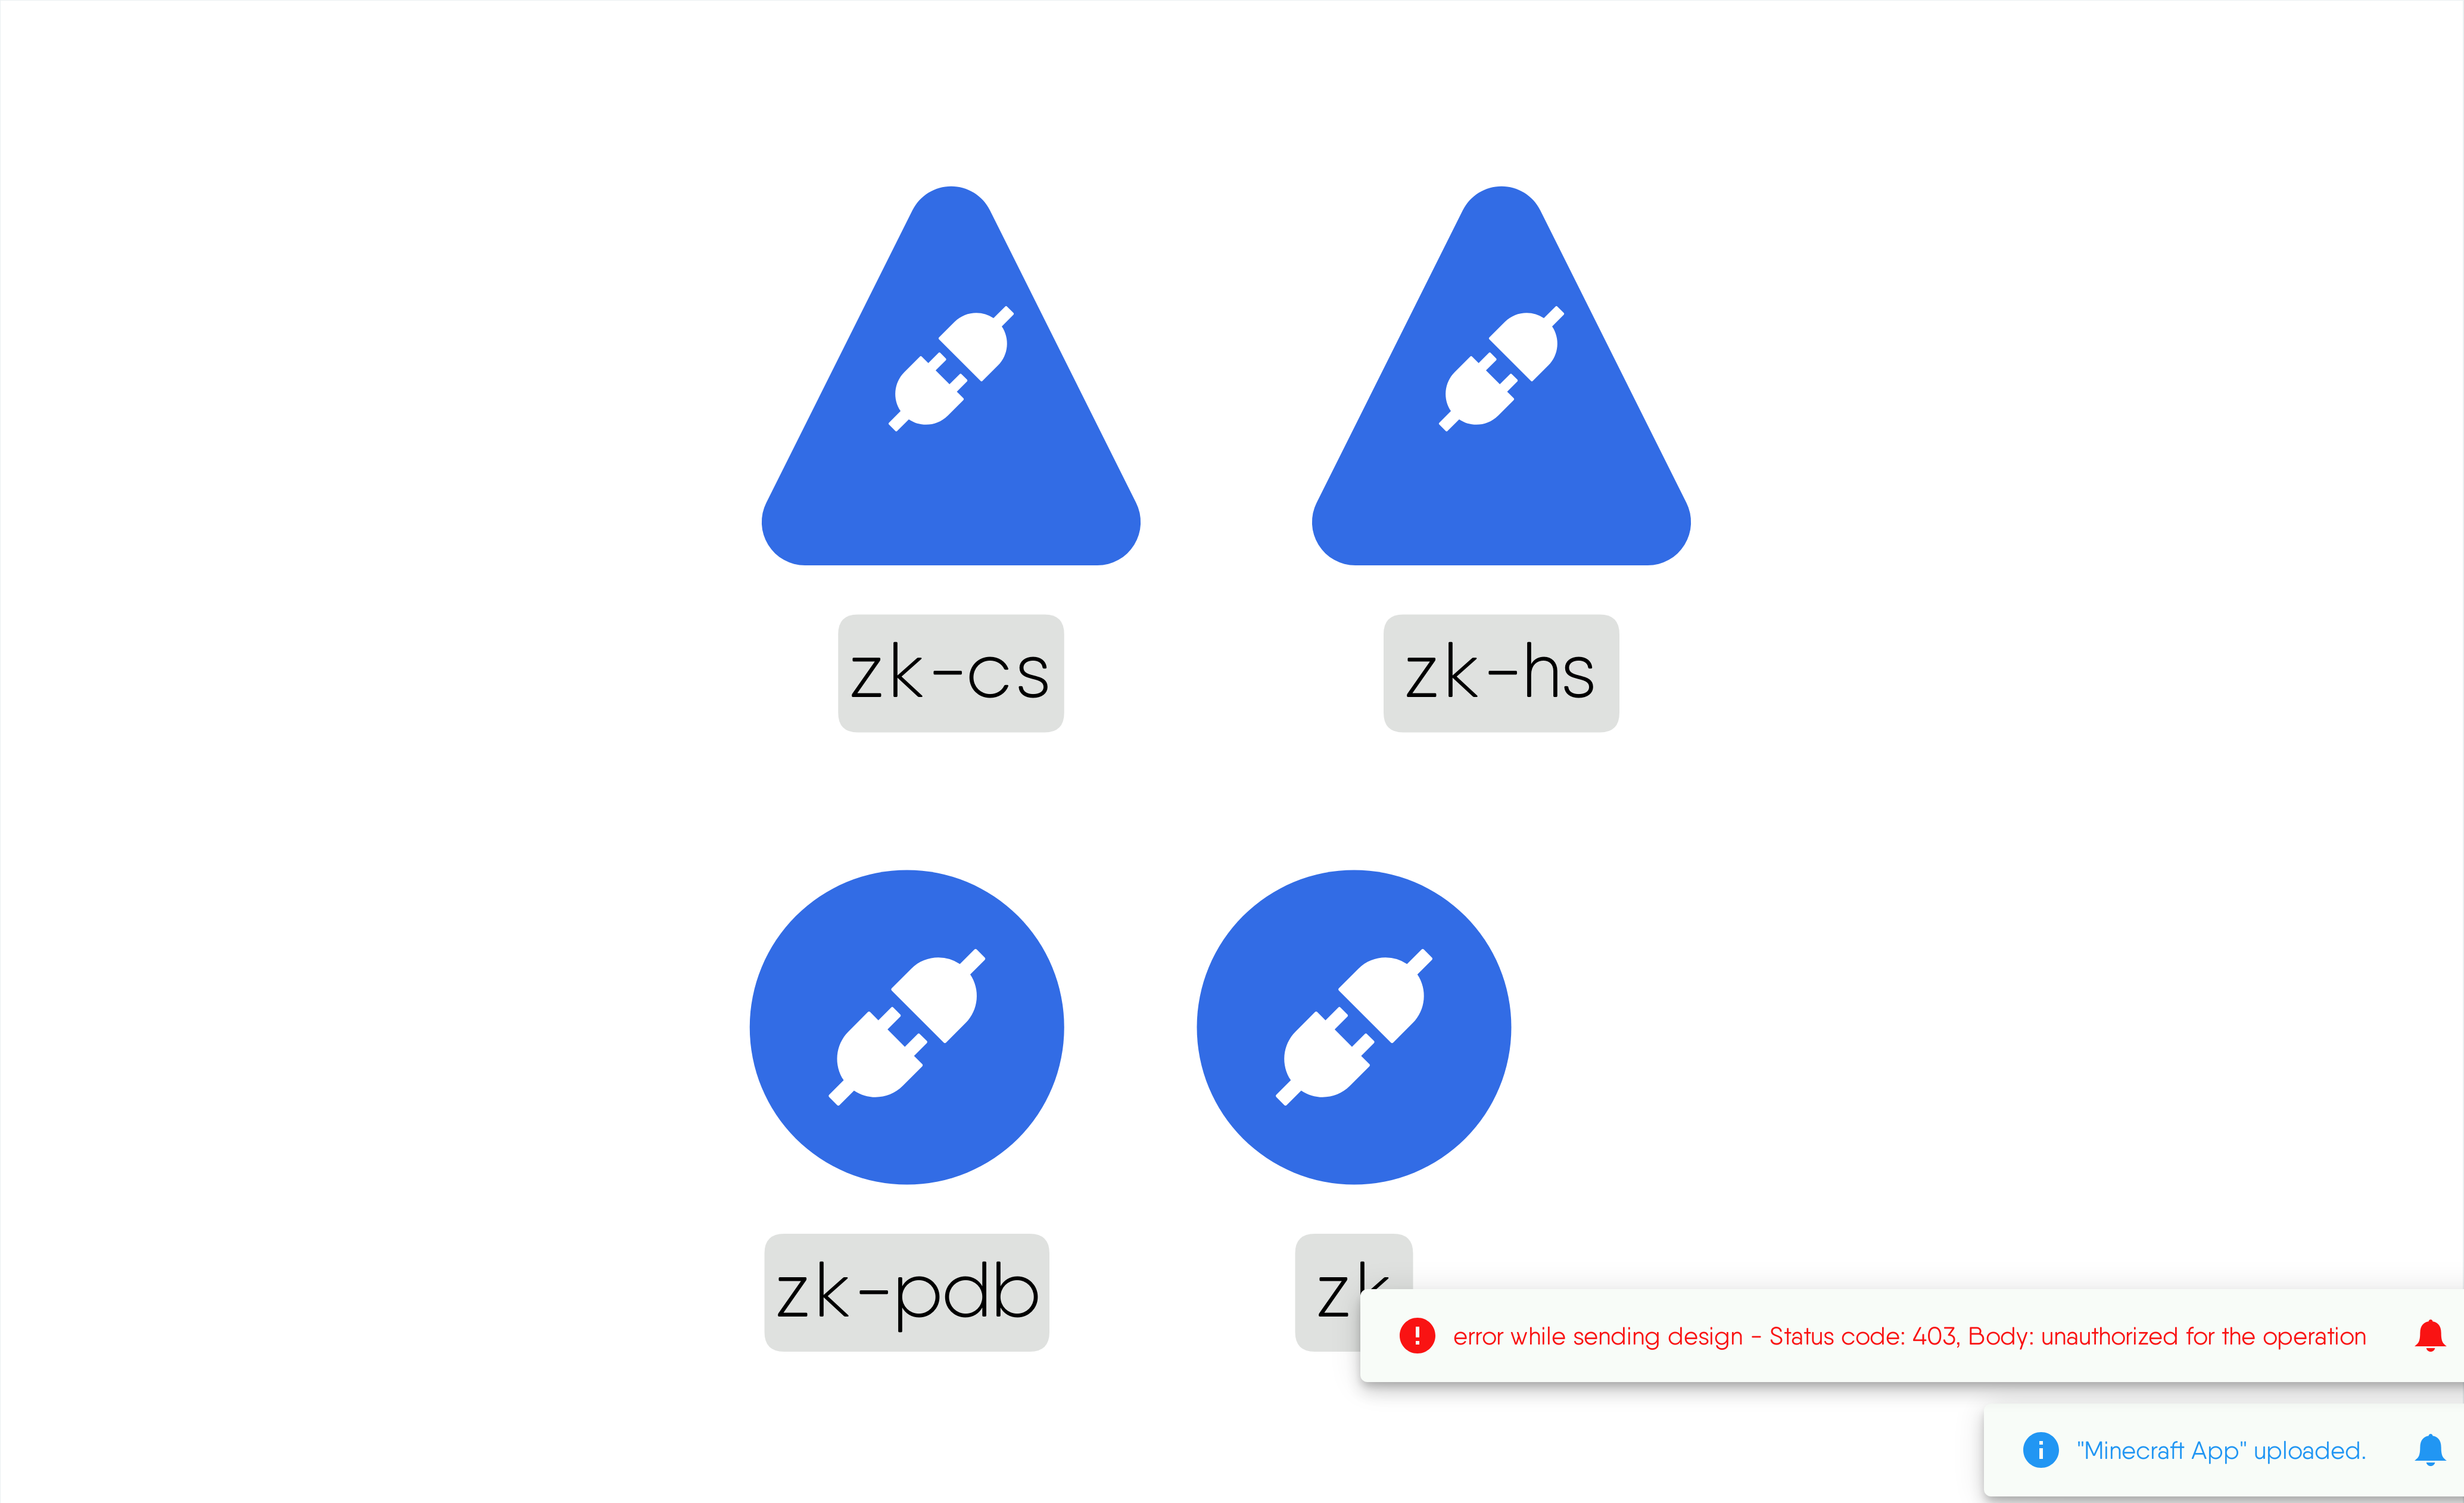 zk-cs
zk-hs
zk-pdb
zk
error while sending design - Status code: 403, Body: unauthorized for the operation
"Minecraft App" uploaded.